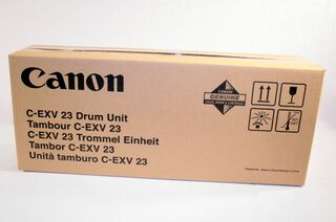 Canon
C-EXV 23 Drum Unit
Tambour C-EXV 23
C-EXV 23 Trommel Einheit
Tambor C-EXV 23
Unità tamburo C-EXV 23
GENUINE